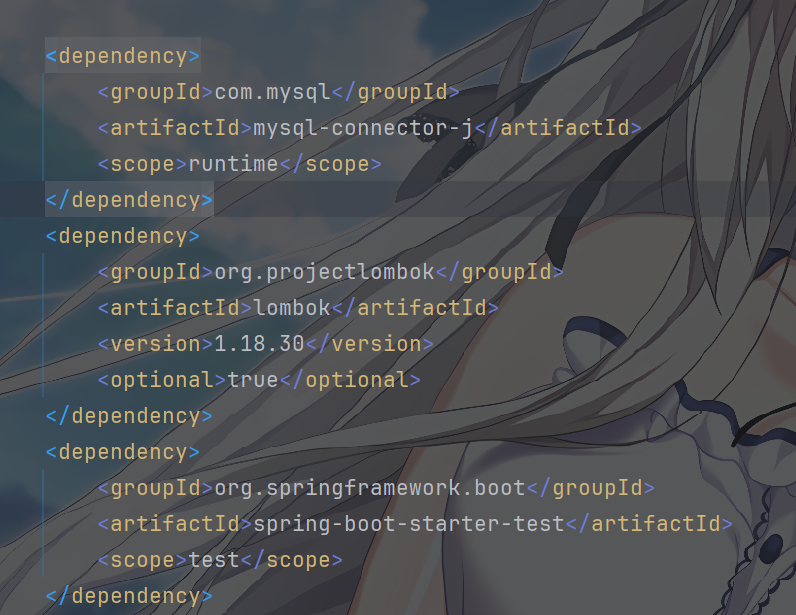 <dependency>
<groupId>com.mysql</groupId>
<artifactId>mysql-connector-j</artifactId>
<scope>runtime</scope>
</dependency>
<dependency>
<groupId>org.projectlombok</groupId>
<artifactId>lombok</artifactId>
<version>1.18.30</version>
<optional>true</optional>
</dependency>
<dependency>
<groupId>org.springframework.boot</groupId>
<artifactId>spring-boot-starter-test</artifactId>
<scope>test</scope>
</dependency>